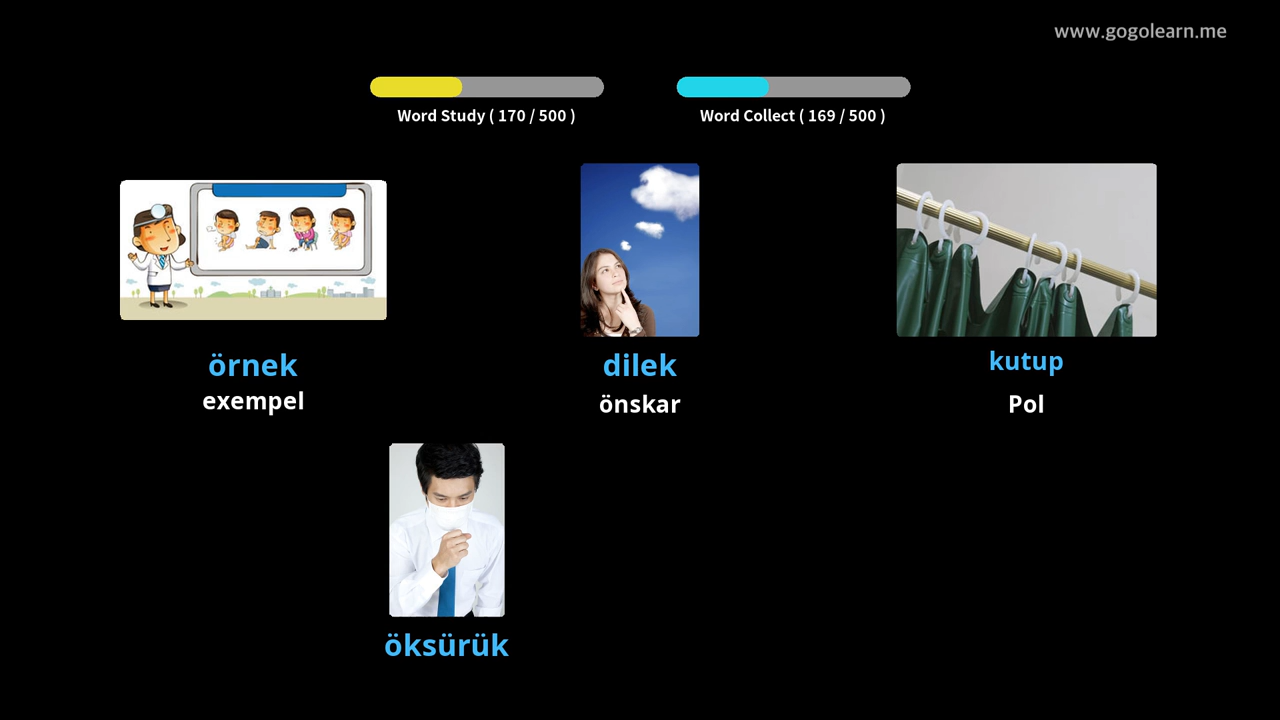 www.gogolearn.me
Word Study ( 170 / 500 )
Word Collect ( 169 / 500 )
örnek
exempel
dilek
önskar
kutup
Pol
öksürük